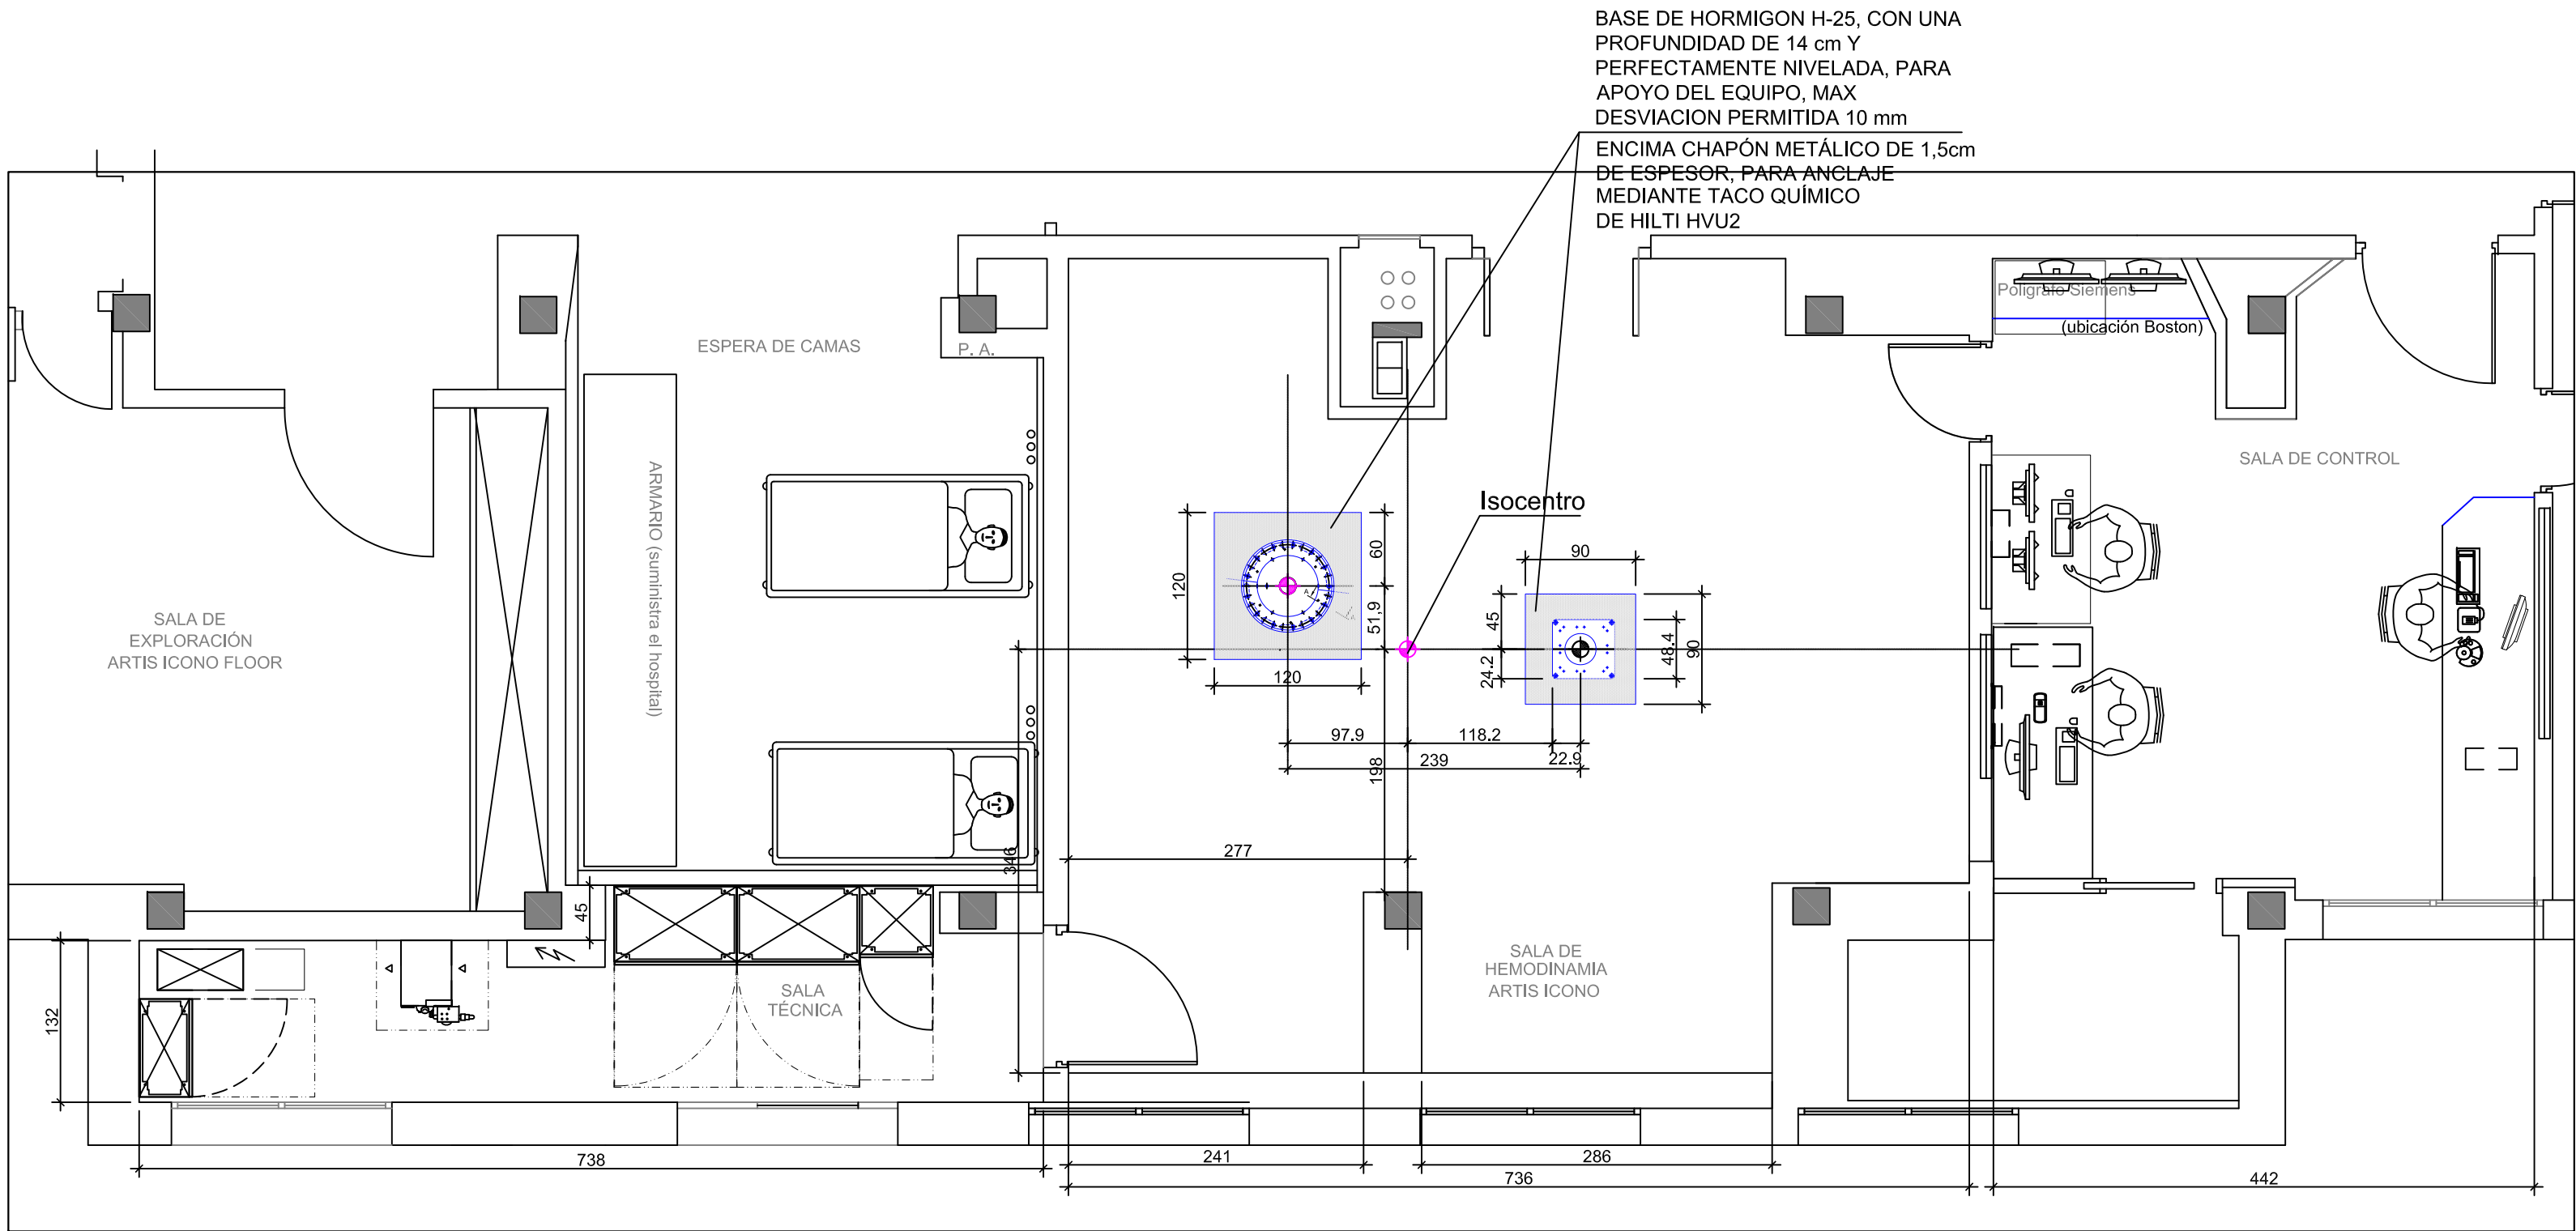 BASE DE HORMIGON H-25, CON UNA
PROFUNDIDAD DE 14 cm Y
PERFECTAMENTE NIVELADA, PARA
APOYO DEL EQUIPO, MAX
DESVIACION PERMITIDA 10 mm
ENCIMA CHAPÓN METÁLICO DE 1,5cm
DE ESPESOR, PARA ANCLAJE
MEDIANTE TACO QUÍMICO
DE HILTI HVU2
Poligrafo Siemens
(ubicación Boston)
ESPERA DE CAMAS
P. A.
SALA DE CONTROL
ARMARIO (suministra el hospital)
Isocentro
SALA DE
EXPLORACIÓN
ARTIS ICONO FLOOR
120
60
51,9
120
90
45
24.2
48.4
90
97.9
118.2
239
22.9
198
277
346
45
132
SALA
TÉCNICA
SALA DE
HEMODINAMIA
ARTIS ICONO
738
241
286
736
442